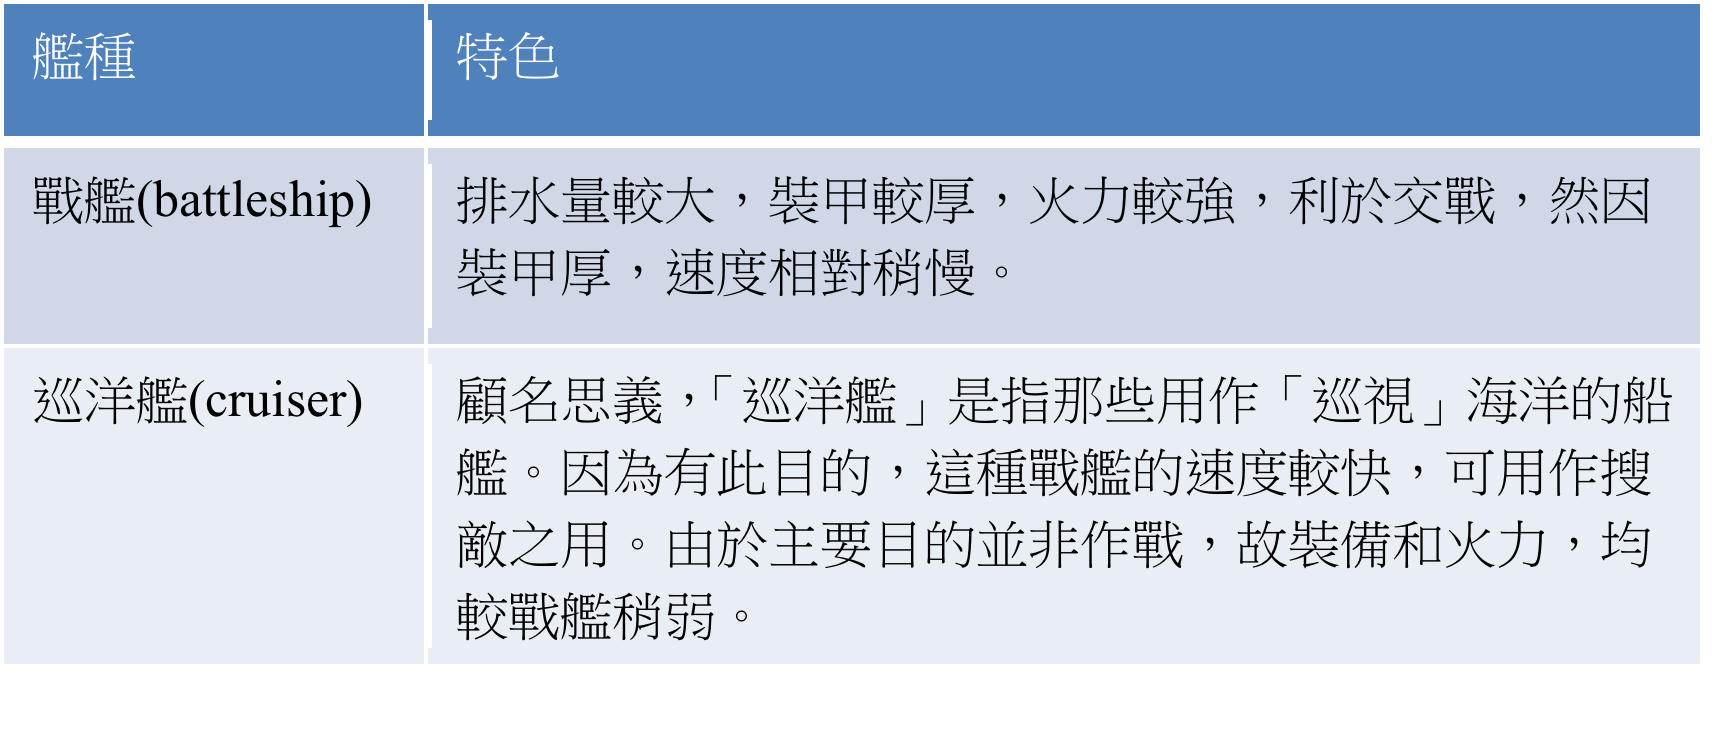 艦種
特色
戰艦(battleship)
排水量較大，裝甲較厚，火力較強，利於交戰，然因
裝甲厚，速度相對稍慢。
巡洋艦(cruiser)
顧名思義，「巡洋艦」是指那些用作「巡視」海洋的船
艦。因為有此目的，這種戰艦的速度較快，可用作搜
敵之用。由於主要目的並非作戰，故裝備和火力，均
較戰艦稍弱。